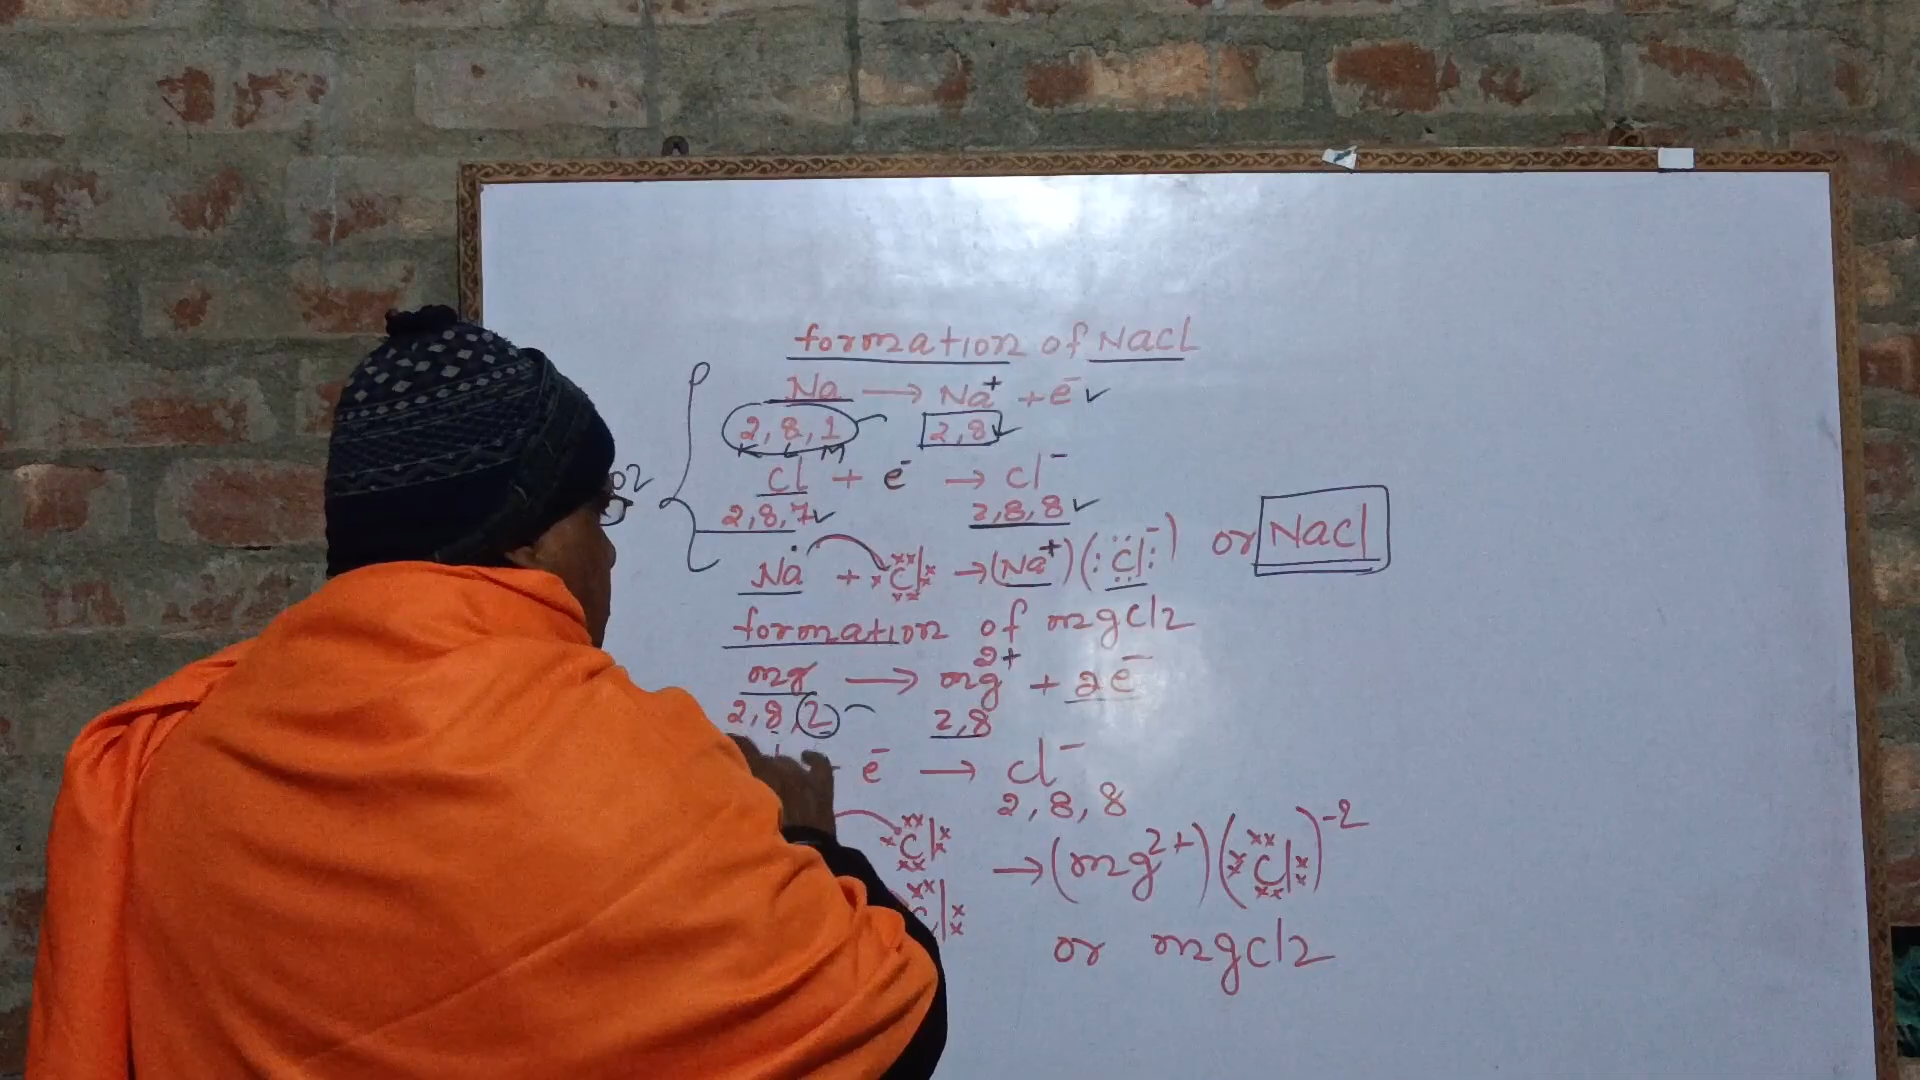 formation of NaCl
Na → Na⁺ + e⁻ ✓
2,8,1 2,8 ✓
K L M
Cl + e⁻ → Cl⁻
2,8,7 ✓ 2,8,8 ✓
Na + Cl → (Na⁺)(Cl⁻) or NaCl
formation of mgcl2
mg → mg²⁺ + 2e⁻
2,8,2 2,8
e⁻ → Cl⁻
2,8,8
Cl → (mg²⁺)(Cl)⁻²
or mgcl2